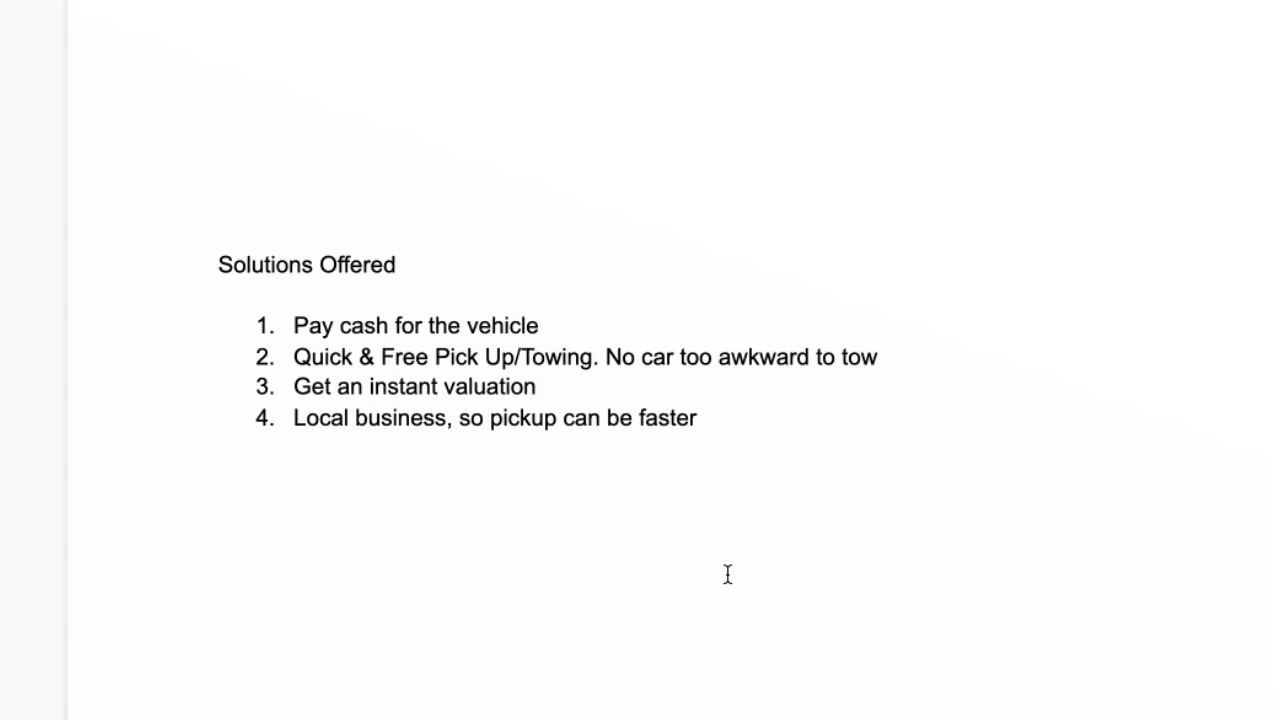 Solutions Offered
1. Pay cash for the vehicle
2. Quick & Free Pick Up/Towing. No car too awkward to tow
3. Get an instant valuation
4. Local business, so pickup can be faster